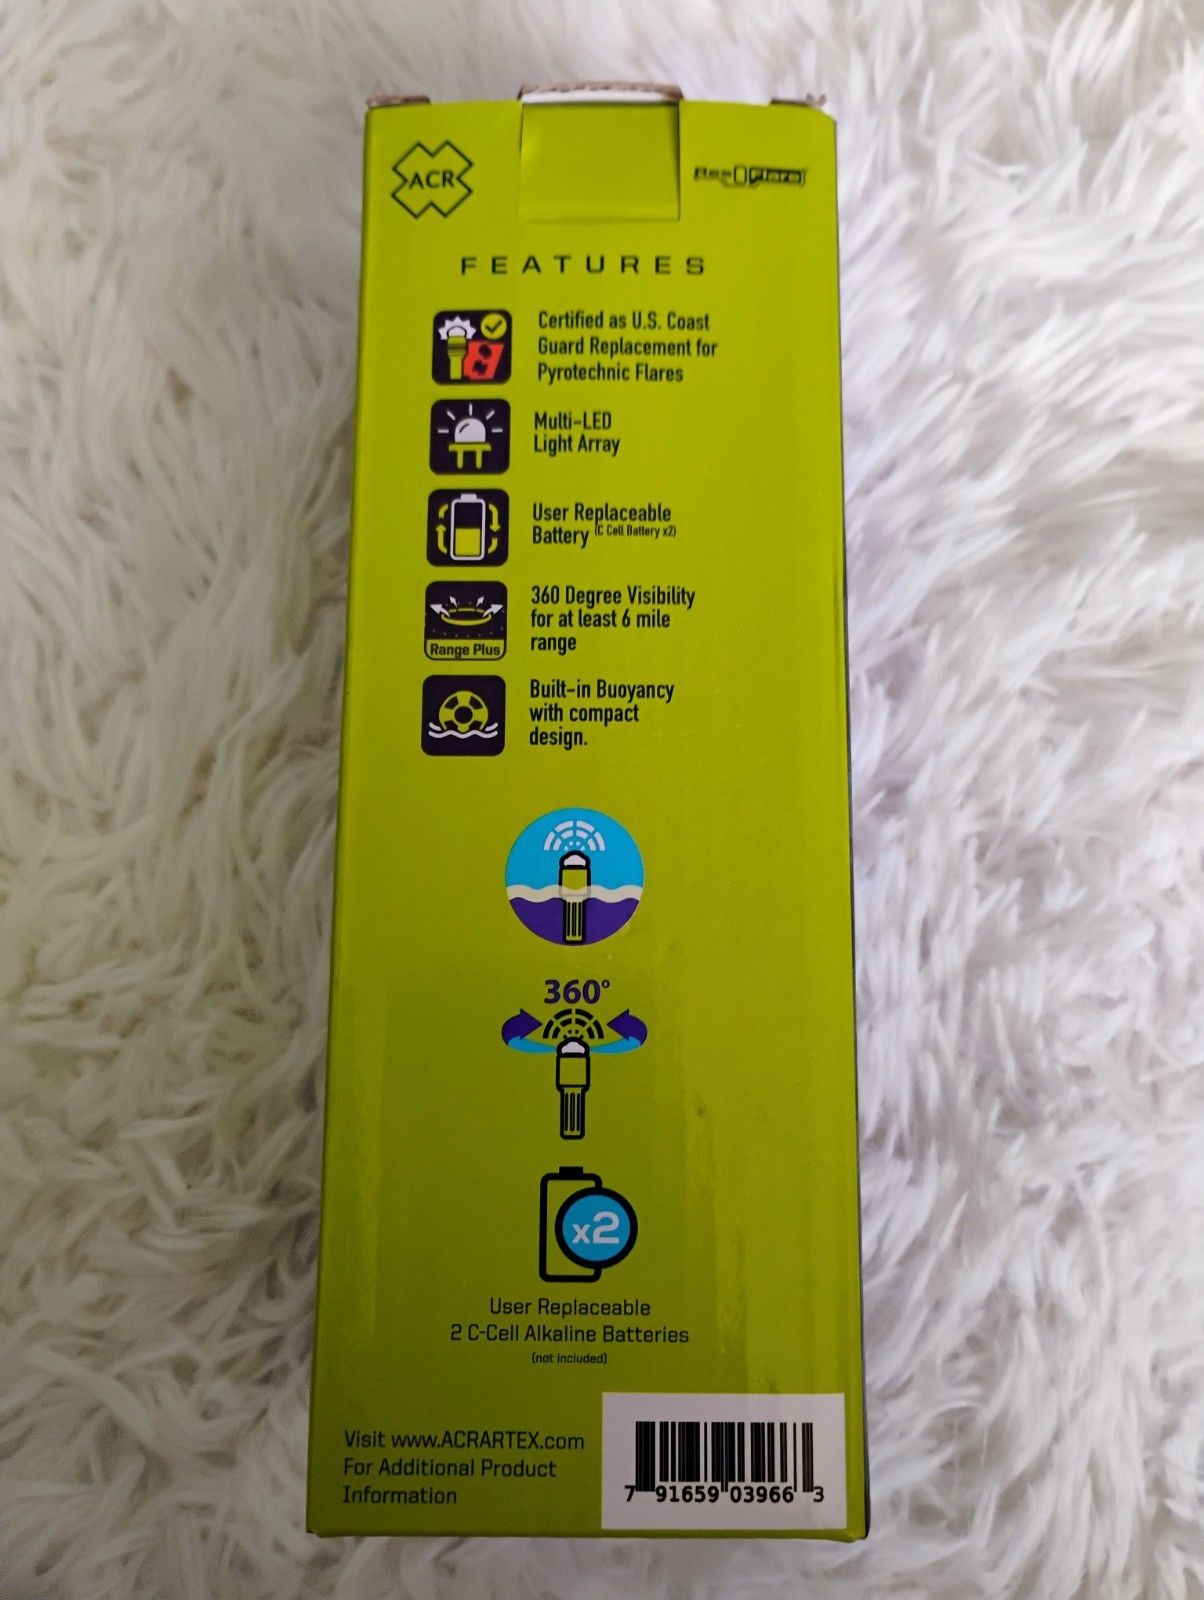 ACR
ResQFlare
FEATURES
Certified as U.S. Coast
Guard Replacement for
Pyrotechnic Flares
Multi-LED
Light Array
User Replaceable
Battery (C Cell Battery x2)
360 Degree Visibility
for at least 6 mile
range
Range Plus
Built-in Buoyancy
with compact
design.
360°
x2
User Replaceable
2 C-Cell Alkaline Batteries
(not included)
Visit www.ACRARTEX.com
For Additional Product
Information
7 91659 03966 3